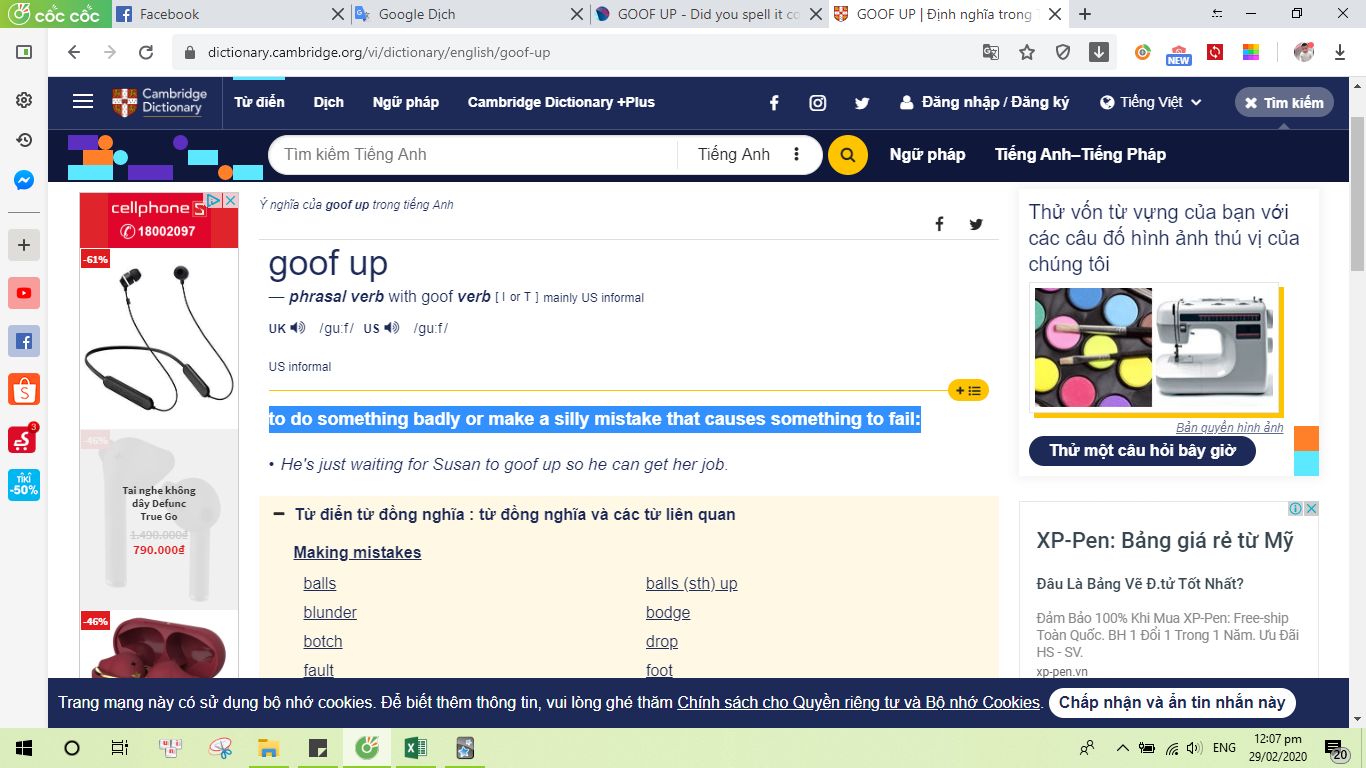 cốc cốc
Facebook
Google Dịch
GOOF UP - Did you spell it co
GOOF UP | Định nghĩa trong T
dictionary.cambridge.org/vi/dictionary/english/goof-up
NEW
Cambridge
Dictionary
Từ điển
Dịch
Ngữ pháp
Cambridge Dictionary +Plus
Đăng nhập / Đăng ký
Tiếng Việt
Tìm kiếm
Tìm kiếm Tiếng Anh
Tiếng Anh
Ngữ pháp
Tiếng Anh–Tiếng Pháp
cellphoneS
18002097
-61%
-46%
Tai nghe không
dây Defunc
True Go
1.490.000₫
790.000₫
-46%
3
TIKI
-50%
Ý nghĩa của goof up trong tiếng Anh
goof up
— phrasal verb with goof verb [ I or T ] mainly US informal
UK /ɡuːf/ US /ɡuːf/
US informal
+
to do something badly or make a silly mistake that causes something to fail:
• He's just waiting for Susan to goof up so he can get her job.
Từ điển từ đồng nghĩa : từ đồng nghĩa và các từ liên quan
Making mistakes
balls
balls (sth) up
blunder
bodge
botch
drop
fault
foot
Thử vốn từ vựng của bạn với
các câu đố hình ảnh thú vị của
chúng tôi
Bản quyền hình ảnh
Thử một câu hỏi bây giờ
XP-Pen: Bảng giá rẻ từ Mỹ
Đâu Là Bảng Vẽ Đ.tử Tốt Nhất?
Đảm Bảo 100% Khi Mua XP-Pen: Free-ship
Toàn Quốc. BH 1 Đổi 1 Trong 1 Năm. Ưu Đãi
HS - SV.
xp-pen.vn
Trang mạng này có sử dụng bộ nhớ cookies. Để biết thêm thông tin, vui lòng ghé thăm Chính sách cho Quyền riêng tư và Bộ nhớ Cookies.
Chấp nhận và ẩn tin nhắn này
ENG
12:07 pm
29/02/2020
20